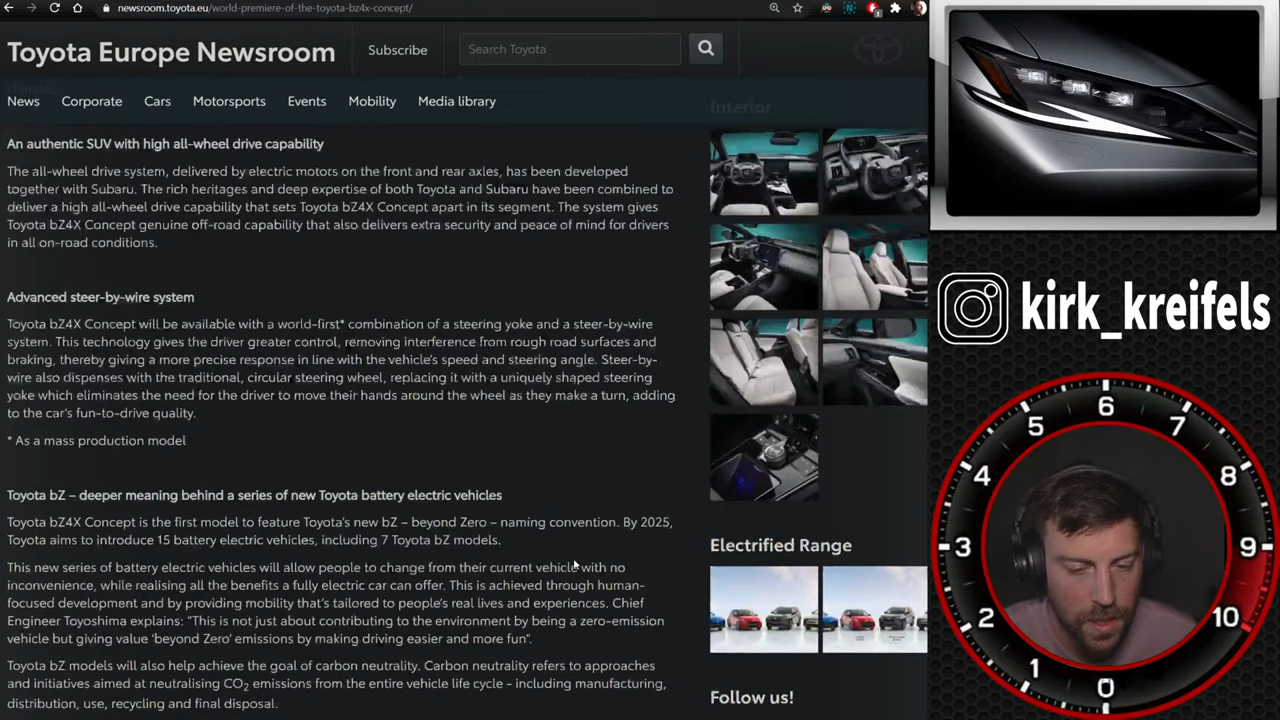 newsroom.toyota.eu/world-premiere-of-the-toyota-bz4x-concept/
Toyota Europe Newsroom
Subscribe
Search Toyota
News
Corporate
Cars
Motorsports
Events
Mobility
Media library
Interior
An authentic SUV with high all-wheel drive capability
The all-wheel drive system, delivered by electric motors on the front and rear axles, has been developed
together with Subaru. The rich heritages and deep expertise of both Toyota and Subaru have been combined to
deliver a high all-wheel drive capability that sets Toyota bZ4X Concept apart in its segment. The system gives
Toyota bZ4X Concept genuine off-road capability that also delivers extra security and peace of mind for drivers
in all on-road conditions.
Advanced steer-by-wire system
Toyota bZ4X Concept will be available with a world-first* combination of a steering yoke and a steer-by-wire
system. This technology gives the driver greater control, removing interference from rough road surfaces and
braking, thereby giving a more precise response in line with the vehicle's speed and steering angle. Steer-by-
wire also dispenses with the traditional, circular steering wheel, replacing it with a uniquely shaped steering
yoke which eliminates the need for the driver to move their hands around the wheel as they make a turn, adding
to the car's fun-to-drive quality.
* As a mass production model
Toyota bZ – deeper meaning behind a series of new Toyota battery electric vehicles
Toyota bZ4X Concept is the first model to feature Toyota's new bZ – beyond Zero – naming convention. By 2025,
Toyota aims to introduce 15 battery electric vehicles, including 7 Toyota bZ models.
This new series of battery electric vehicles will allow people to change from their current vehicle with no
inconvenience, while realising all the benefits a fully electric car can offer. This is achieved through human-
focused development and by providing mobility that's tailored to people's real lives and experiences. Chief
Engineer Toyoshima explains: "This is not just about contributing to the environment by being a zero-emission
vehicle but giving value 'beyond Zero' emissions by making driving easier and more fun".
Toyota bZ models will also help achieve the goal of carbon neutrality. Carbon neutrality refers to approaches
and initiatives aimed at neutralising CO2 emissions from the entire vehicle life cycle - including manufacturing,
distribution, use, recycling and final disposal.
Electrified Range
Follow us!
kirk_kreifels
0
1
2
3
4
5
6
7
8
9
10